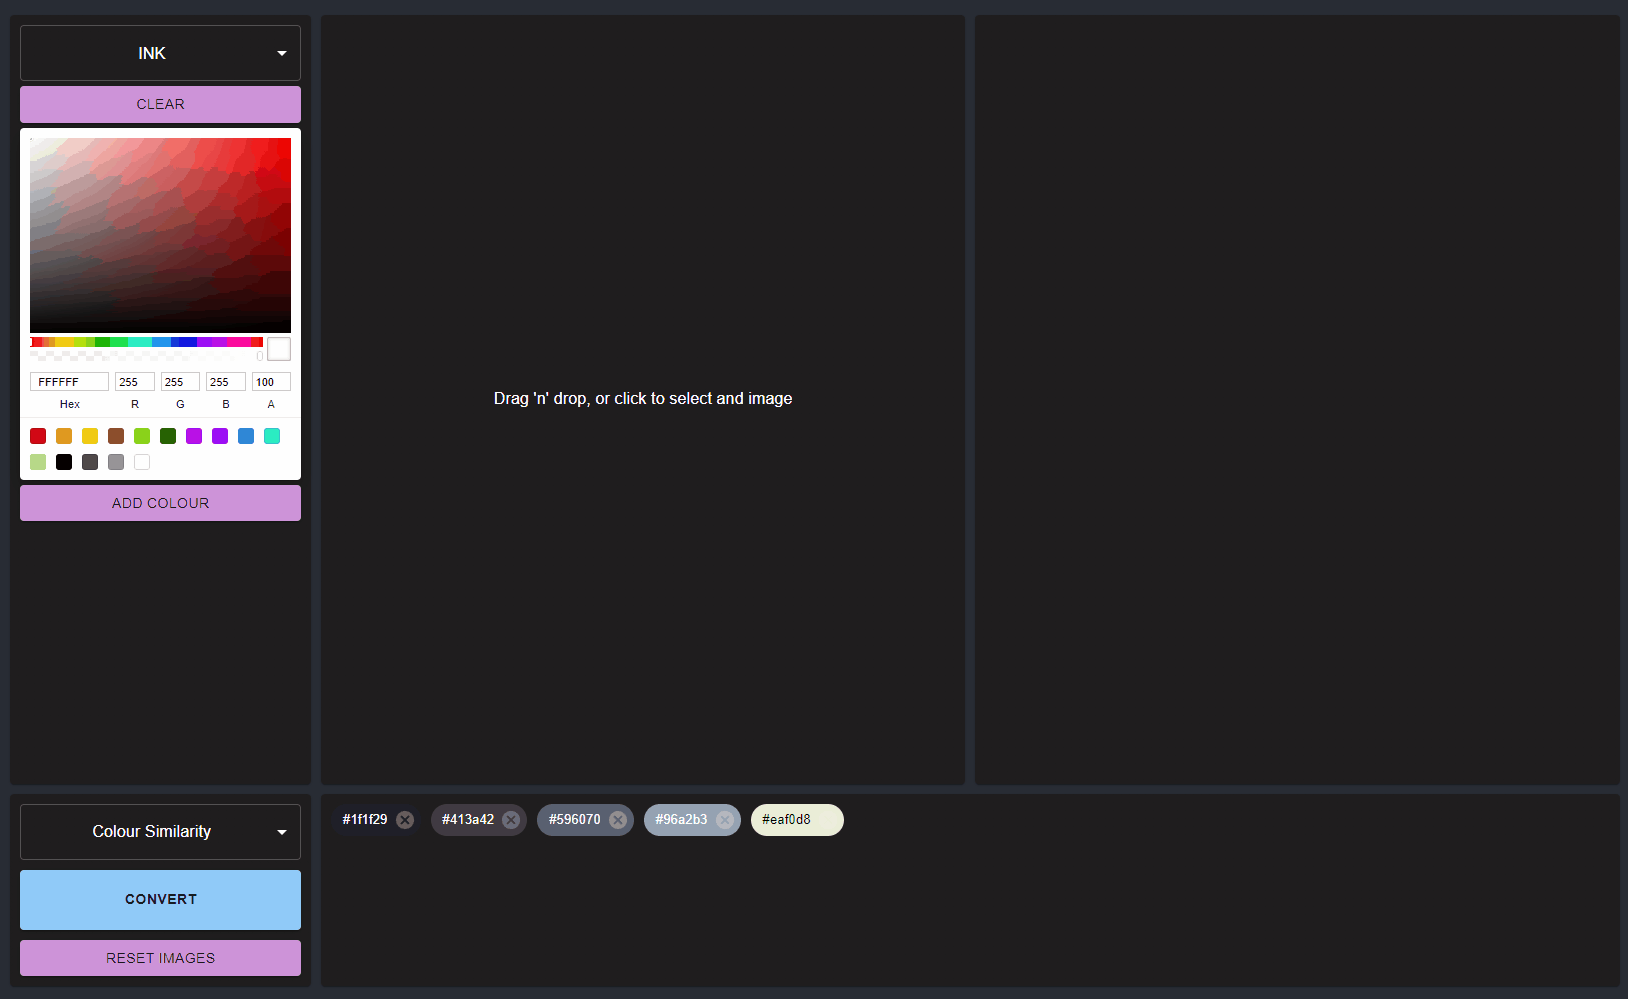 INK
CLEAR
FFFFFF 255 255 255 100
Hex R G B A
ADD COLOUR
Drag 'n' drop, or click to select and image
Colour Similarity
CONVERT
RESET IMAGES
#1f1f29 #413a42 #596070 #96a2b3 #eaf0d8